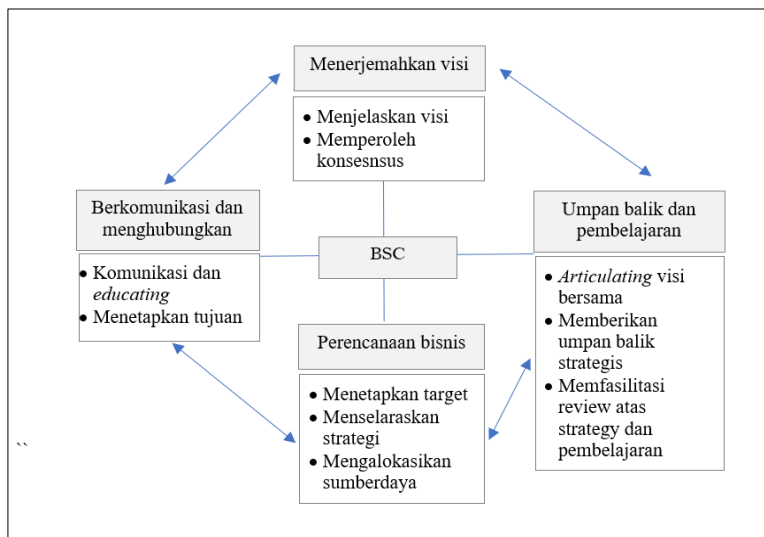 Menerjemahkan visi
• Menjelaskan visi
• Memperoleh
konsesnsus
Berkomunikasi dan
menghubungkan
• Komunikasi dan
educating
• Menetapkan tujuan
BSC
Umpan balik dan
pembelajaran
• Articulating visi
bersama
• Memberikan
umpan balik
strategis
• Memfasilitasi
review atas
strategy dan
pembelajaran
Perencanaan bisnis
• Menetapkan target
• Menselaraskan
strategi
• Mengalokasikan
sumberdaya
``